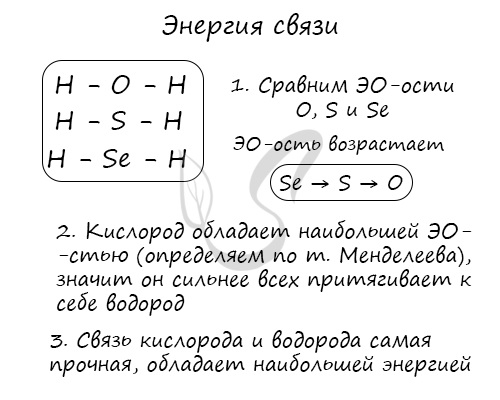 Энергия связи
H - O - H
H - S - H
H - Se - H
1. Сравним ЭО-ости
O, S и Se
ЭО-ость возрастает
Se → S → O
2. Кислород обладает наибольшей ЭО-
-стью (определяем по т. Менделеева),
значит он сильнее всех притягивает к
себе водород
3. Связь кислорода и водорода самая
прочная, обладает наибольшей энергией